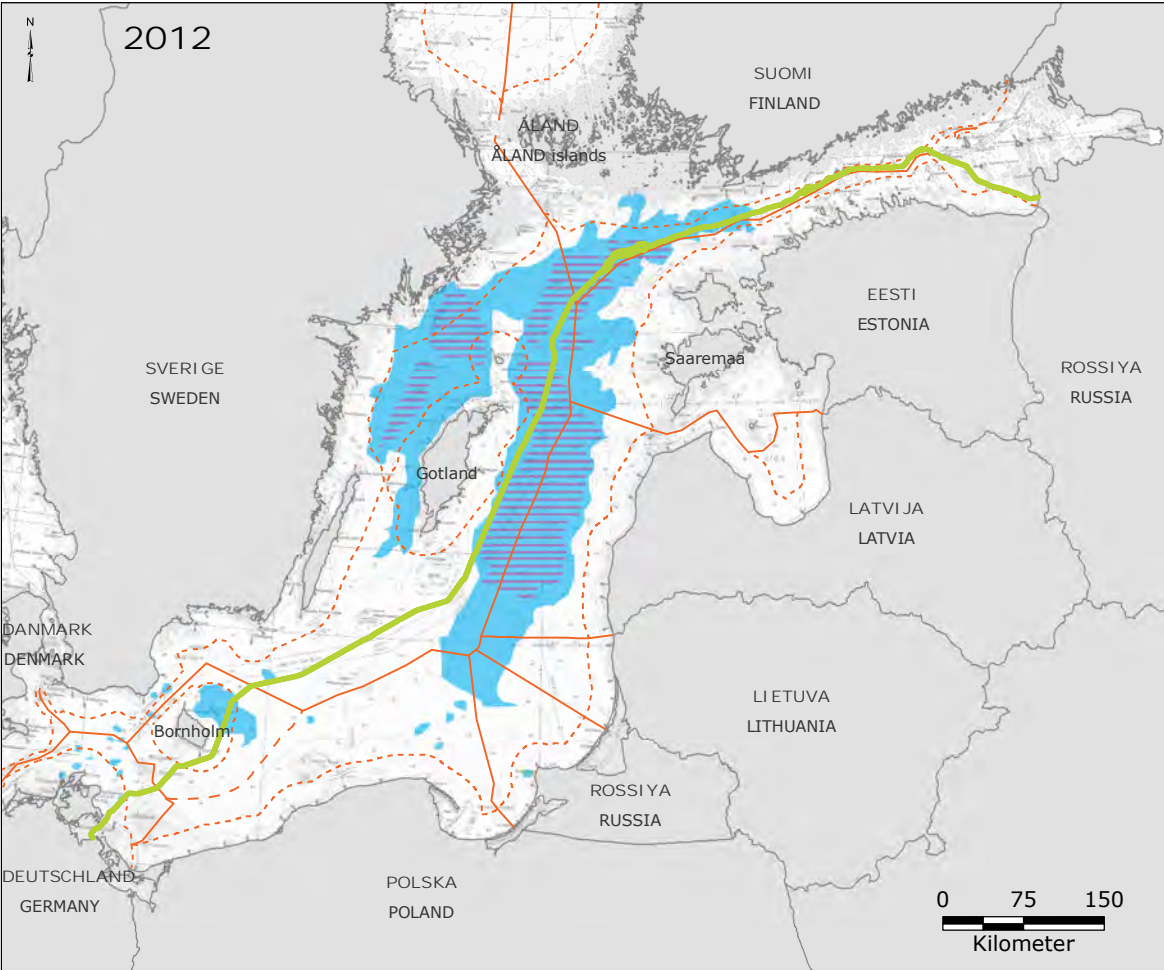 N
2012
SUOMI
FINLAND
ÅLAND
ÅLAND islands
EESTI
ESTONIA
Saaremaa
ROSSIYA
RUSSIA
SVERIGE
SWEDEN
Gotland
LATVIJA
LATVIA
DANMARK
DENMARK
LIETUVA
LITHUANIA
Bornholm
ROSSIYA
RUSSIA
DEUTSCHLAND
GERMANY
POLSKA
POLAND
0 75 150
Kilometer